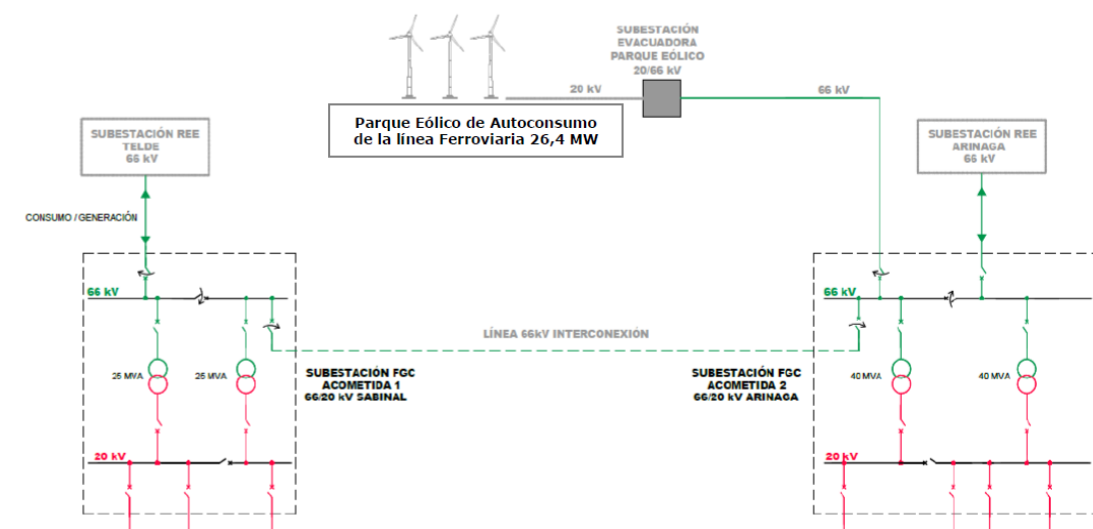 SUBESTACIÓN
EVACUADORA
PARQUE EÓLICO
20/66 kV
20 kV
66 kV
Parque Eólico de Autoconsumo
de la línea Ferroviaria 26,4 MW
SUBESTACIÓN REE
TELDE
66 kV
SUBESTACIÓN REE
ARINAGA
66 kV
CONSUMO / GENERACIÓN
66 kV
66 kV
LÍNEA 66kV INTERCONEXIÓN
25 MVA
25 MVA
SUBESTACIÓN FGC
ACOMETIDA 1
66/20 kV SABINAL
SUBESTACIÓN FGC
ACOMETIDA 2
66/20 kV ARINAGA
40 MVA
40 MVA
20 kV
20 kV